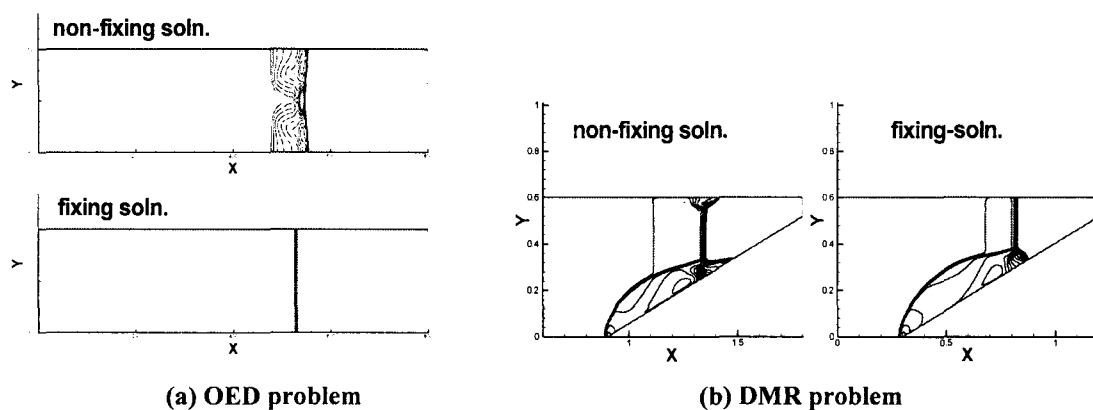 non-fixing soln.
Y
X
fixing soln.
Y
X
(a) OED problem
non-fixing soln.
1
0.8
0.6
Y
0.4
0.2
0
1
1.5
X
fixing-soln.
1
0.8
0.6
Y
0.4
0.2
0
0
0.5
1
X
(b) DMR problem